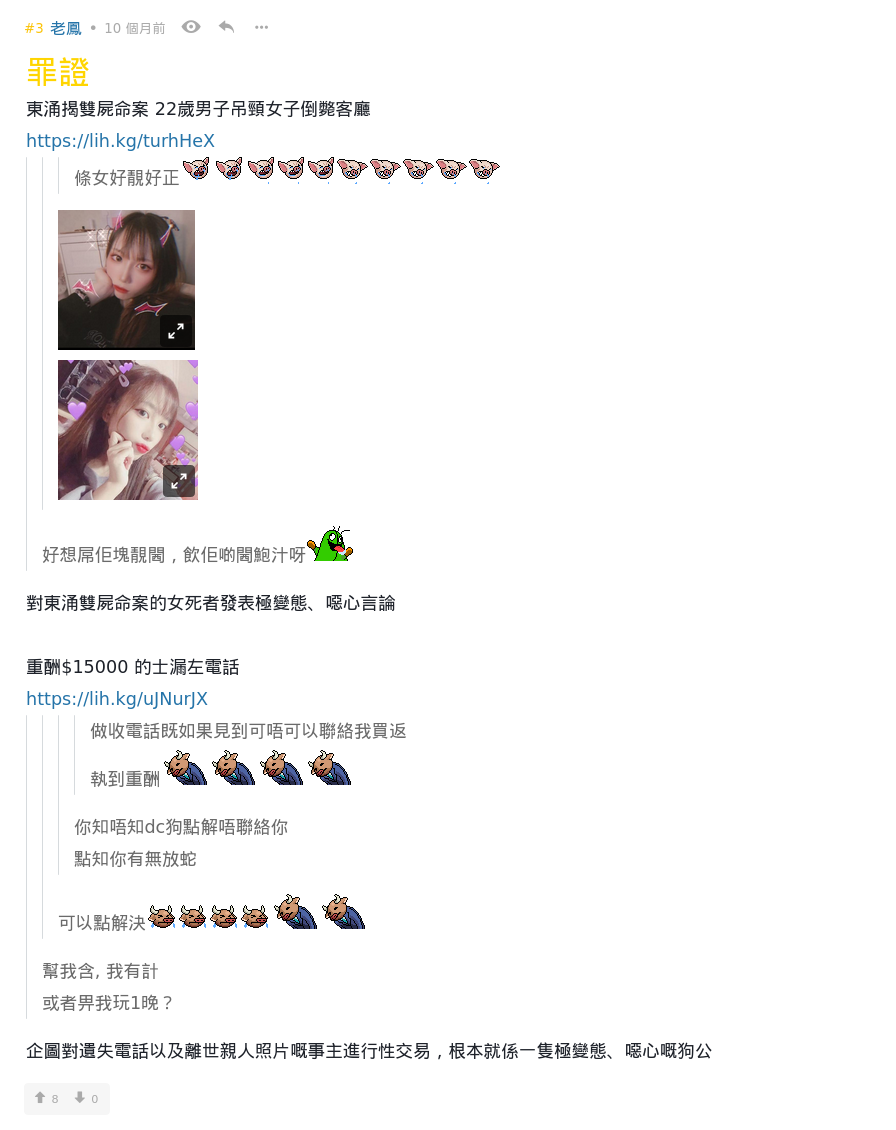 #3 老鳳 • 10 個月前
罪證
東涌揭雙屍命案 22歲男子吊頸女子倒斃客廳
https://lih.kg/turhHeX
條女好靚好正
好想屌佢塊靚閪，飲佢啲閪鮑汁呀
對東涌雙屍命案的女死者發表極變態、噁心言論
重酬$15000 的士漏左電話
https://lih.kg/uJNurJX
做收電話既如果見到可唔可以聯絡我買返
執到重酬
你知唔知dc狗點解唔聯絡你
點知你有無放蛇
可以點解決
幫我含, 我有計
或者畀我玩1晚？
企圖對遺失電話以及離世親人照片嘅事主進行性交易，根本就係一隻極變態、噁心嘅狗公
8 0